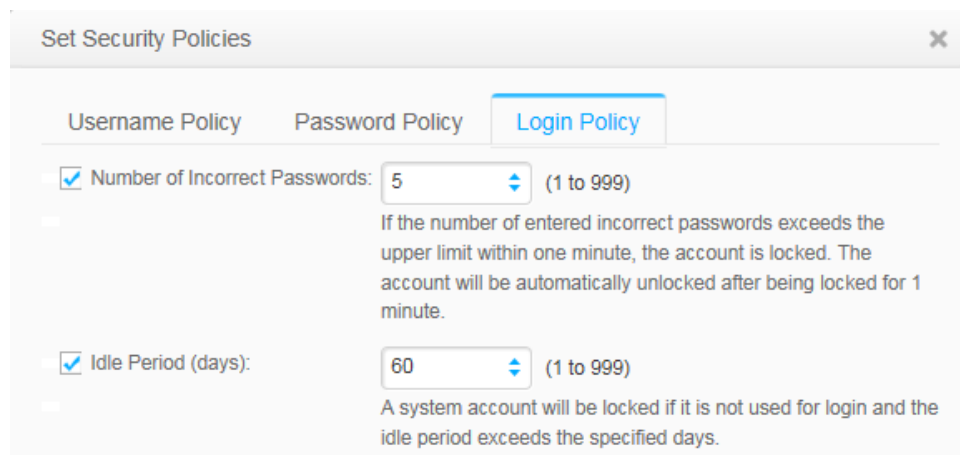 Set Security Policies
Username Policy Password Policy Login Policy
Number of Incorrect Passwords: 5 (1 to 999)
If the number of entered incorrect passwords exceeds the
upper limit within one minute, the account is locked. The
account will be automatically unlocked after being locked for 1
minute.
Idle Period (days): 60 (1 to 999)
A system account will be locked if it is not used for login and the
idle period exceeds the specified days.